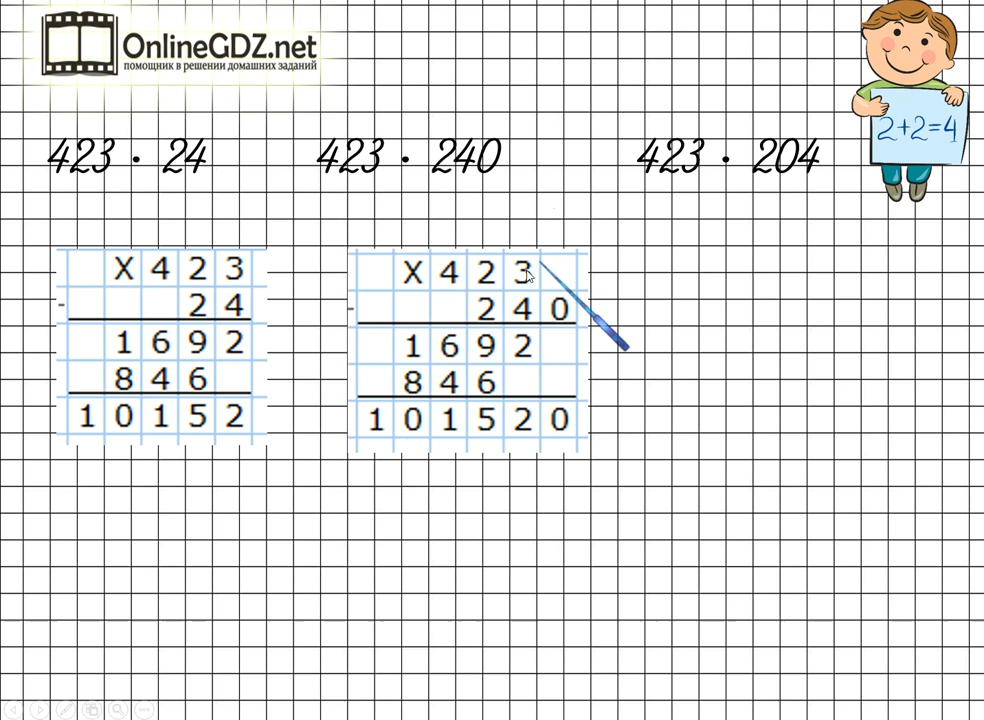 OnlineGDZ.net
помощник в решении домашних заданий
2+2=4
423 · 24
423 · 240
423 · 204
X 4 2 3
-
2 4
1 6 9 2
8 4 6
1 0 1 5 2
X 4 2 3
-
2 4 0
1 6 9 2
8 4 6
1 0 1 5 2 0